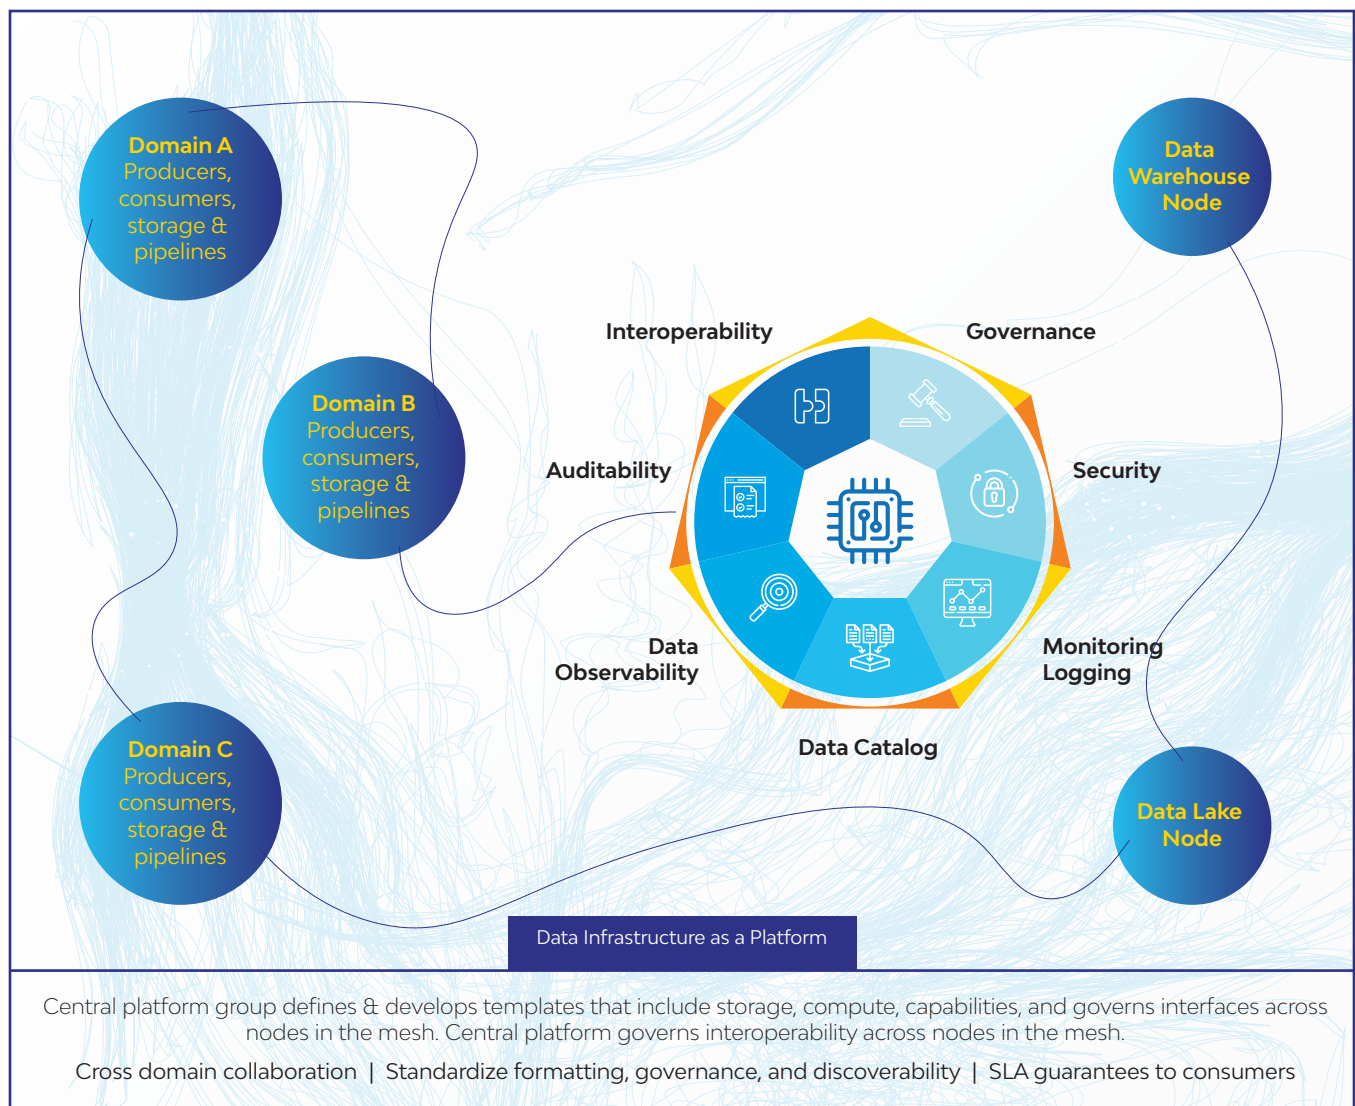 Domain A
Producers,
consumers,
storage &
pipelines
Data
Warehouse
Node
Interoperability
Governance
Domain B
Producers,
consumers,
storage &
pipelines
Auditability
Security
Data
Observability
Monitoring
Logging
Data Catalog
Domain C
Producers,
consumers,
storage &
pipelines
Data Lake
Node
Data Infrastructure as a Platform
Central platform group defines & develops templates that include storage, compute, capabilities, and governs interfaces across
nodes in the mesh. Central platform governs interoperability across nodes in the mesh.
Cross domain collaboration | Standardize formatting, governance, and discoverability | SLA guarantees to consumers